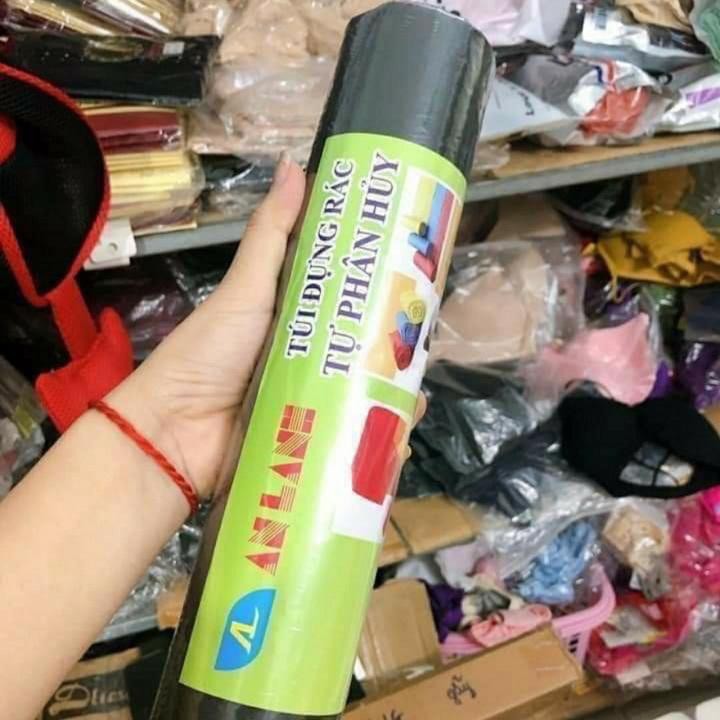 TÚI ĐỰNG RÁC
TỰ PHÂN HỦY
AN LÀNH